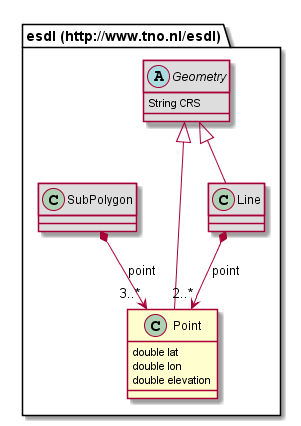 esdl (http://www.tno.nl/esdl)
A Geometry
String CRS
C SubPolygon
C Line
point
point
3..*
2..*
C Point
double lat
double lon
double elevation